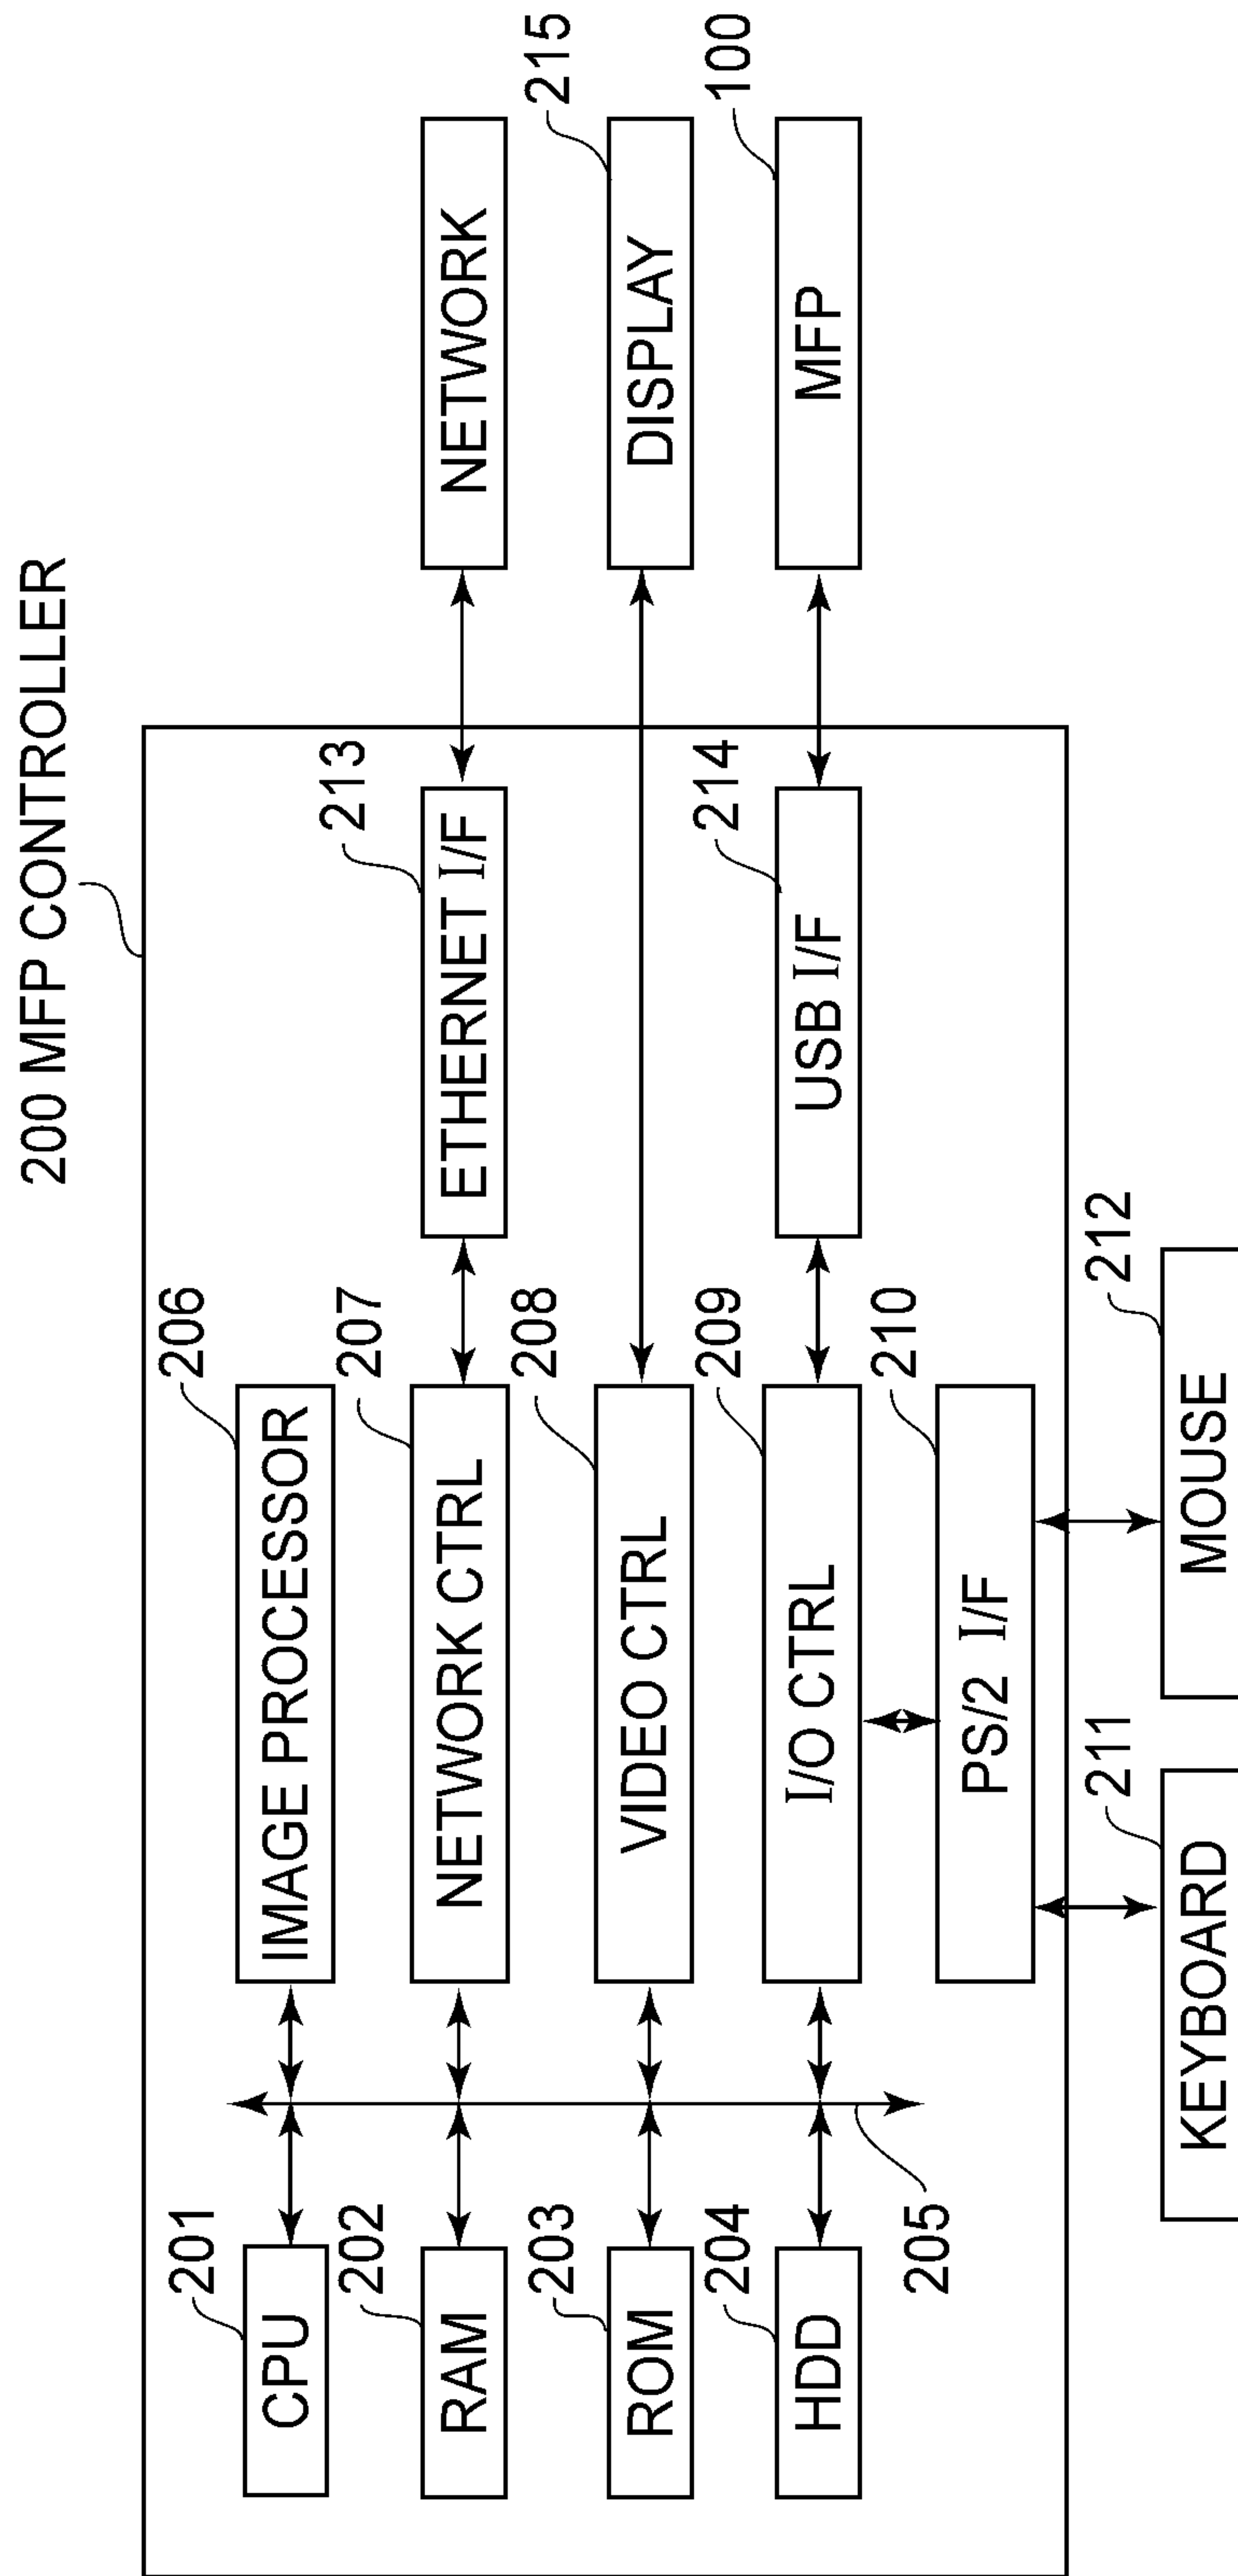 200 MFP CONTROLLER
201
CPU
202
RAM
203
ROM
204
HDD
205
206
IMAGE PROCESSOR
207
NETWORK CTRL
208
VIDEO CTRL
209
I/O CTRL
210
PS/2 I/F
213
ETHERNET I/F
214
USB I/F
NETWORK
215
DISPLAY
100
MFP
211
KEYBOARD
212
MOUSE